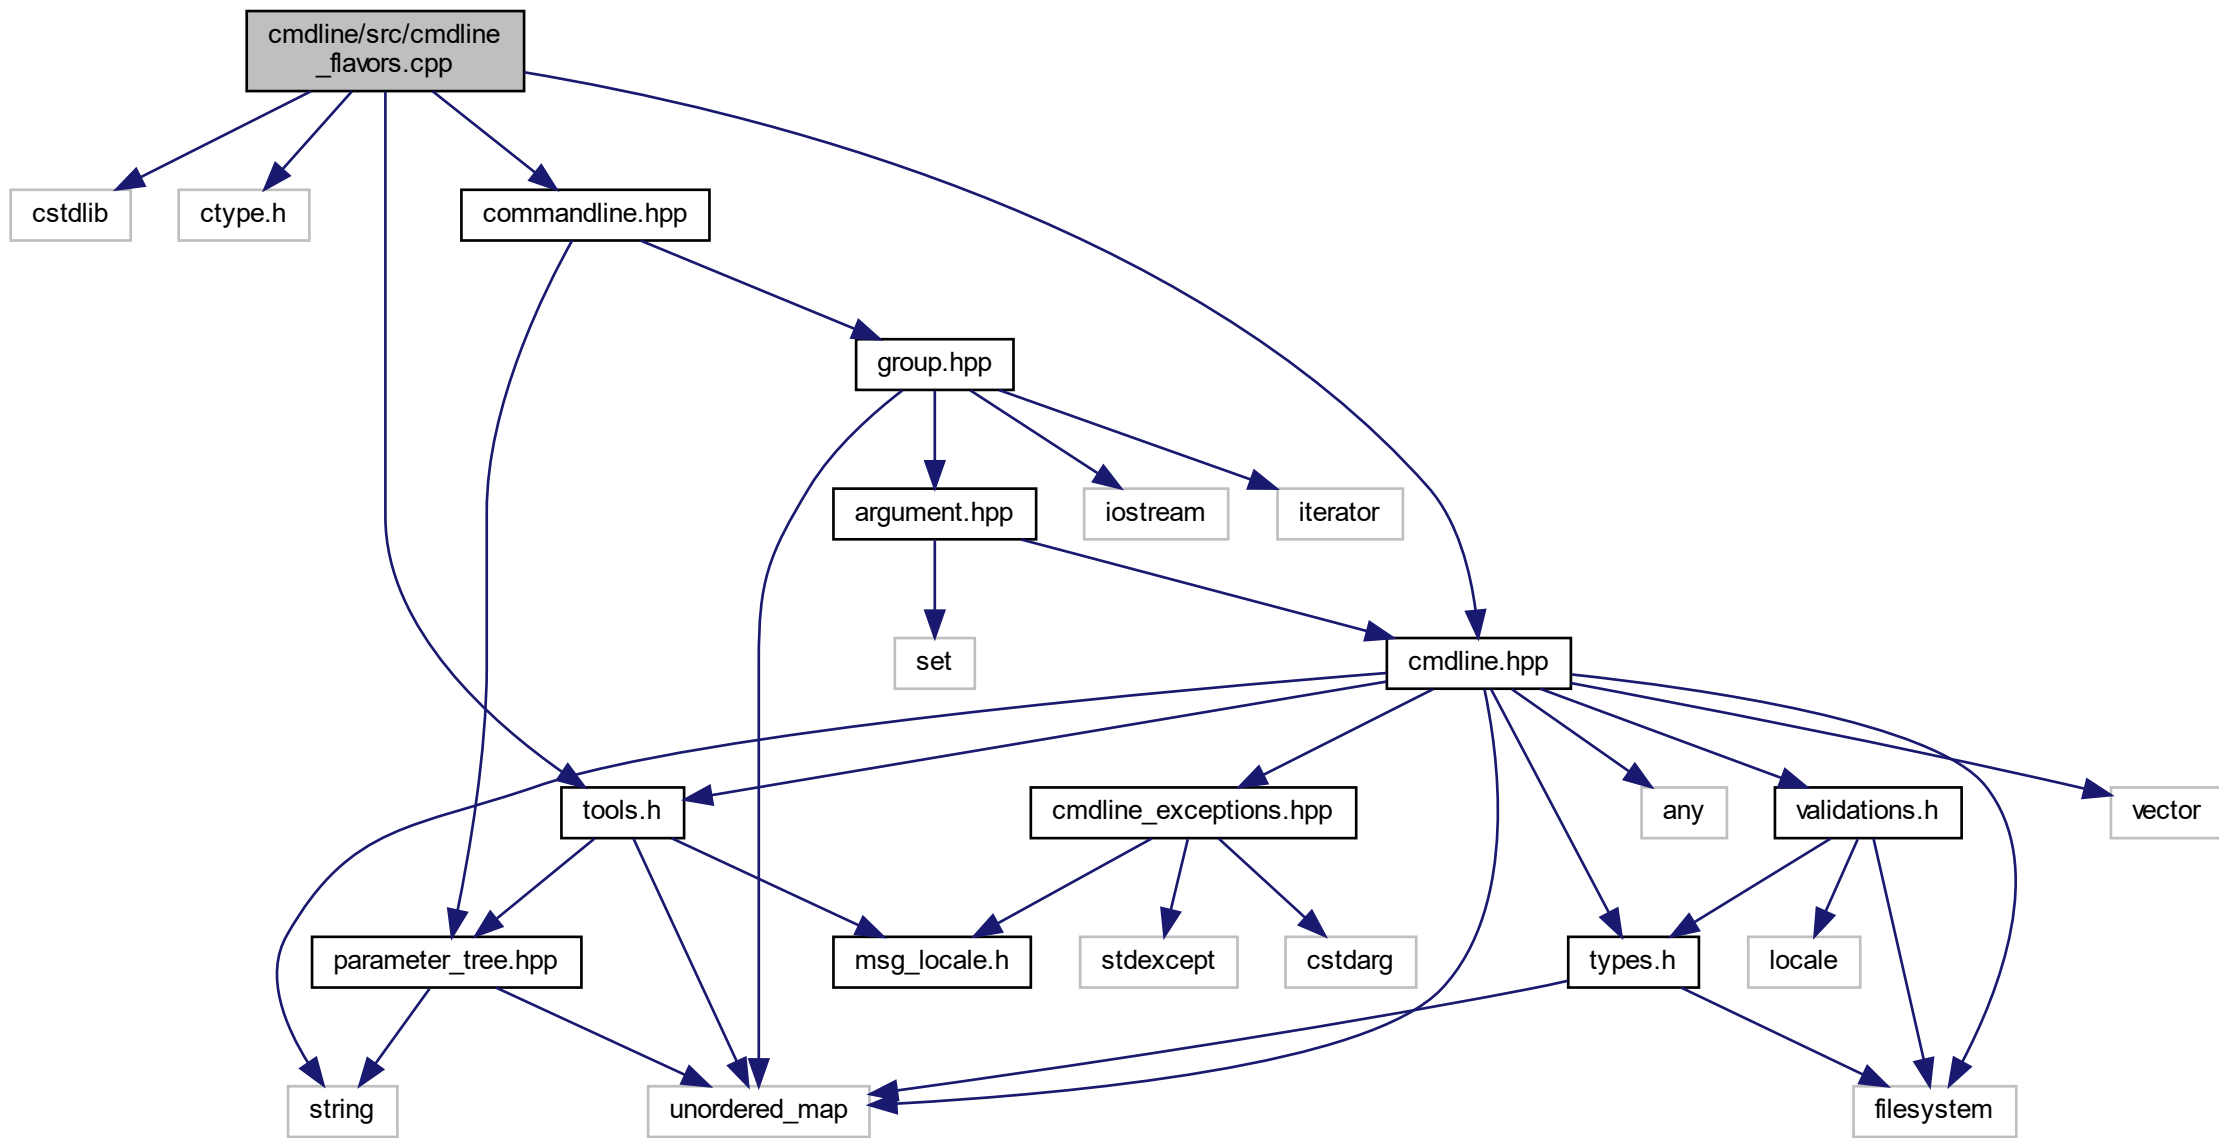 cmdline/src/cmdline
_flavors.cpp
cstdlib
ctype.h
commandline.hpp
group.hpp
argument.hpp
iostream
iterator
set
cmdline.hpp
tools.h
cmdline_exceptions.hpp
any
validations.h
vector
parameter_tree.hpp
msg_locale.h
stdexcept
cstdarg
types.h
locale
string
unordered_map
filesystem